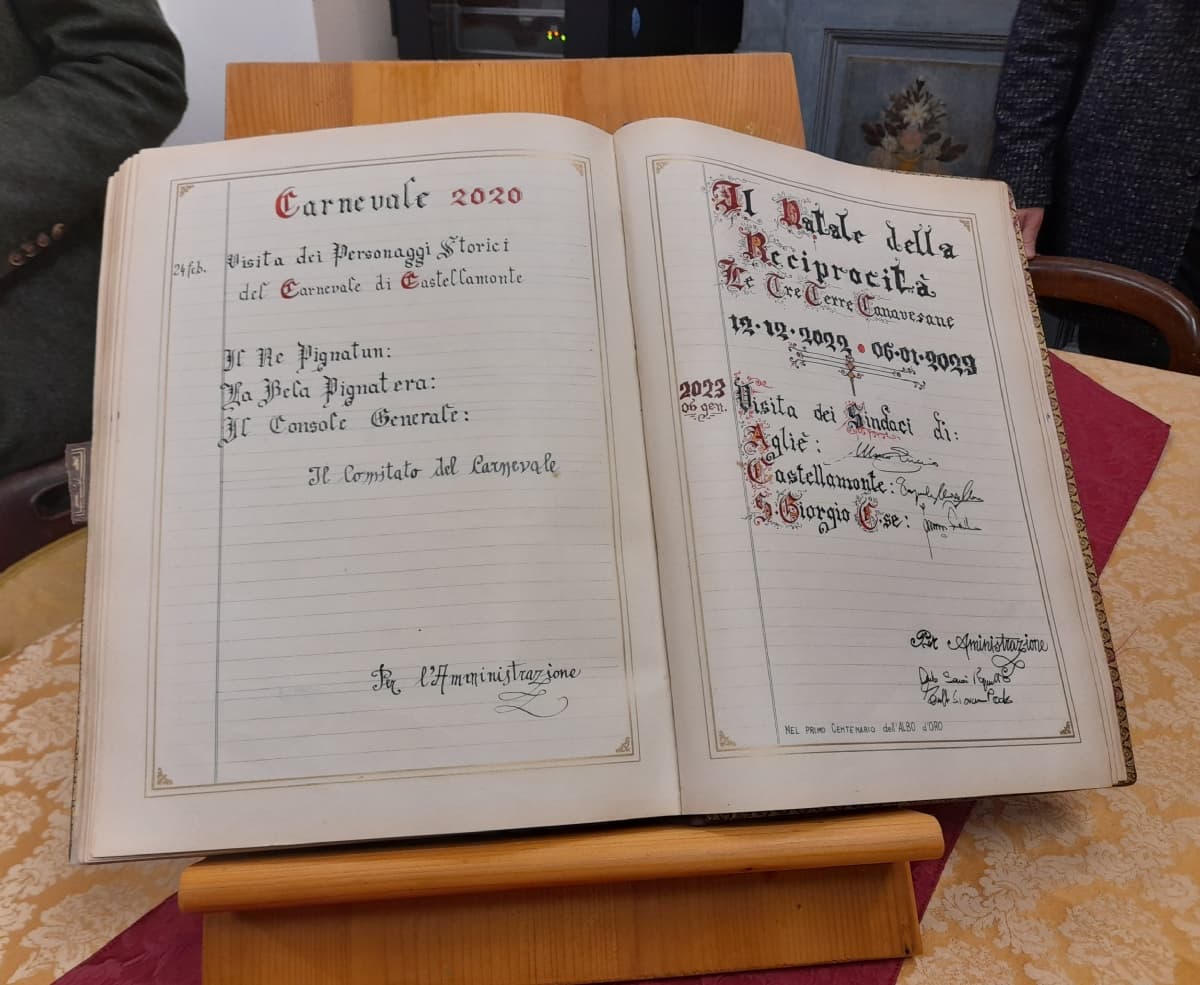 Carnevale 2020
24 feb.
Visita dei Personaggi Storici
del Carnevale di Castellamonte
Il Re Pignatun:
La Bela Pignatera:
Il Console Generale:
Il Comitato del Carnevale
Per l'Amministrazione
Il Natale della
Reciprocità
Le Tre Terre Canavesane
12·12·2022 • 06·01·2023
2023
06 gen.
Visita dei Sindaci di:
Agliè:
Castellamonte:
S. Giorgio C.se:
Per Aministrazione
NEL PRIMO CENTENARIO dell'ALBO d'ORO